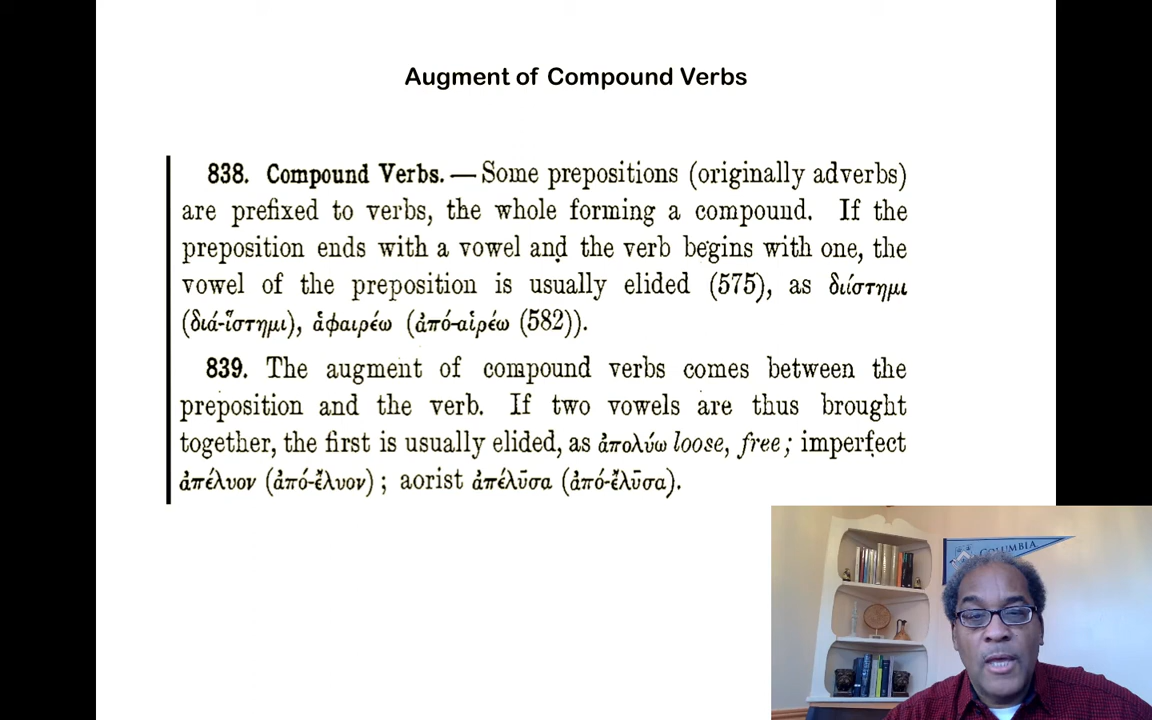 Augment of Compound Verbs
838. Compound Verbs. — Some prepositions (originally adverbs)
are prefixed to verbs, the whole forming a compound. If the
preposition ends with a vowel and the verb begins with one, the
vowel of the preposition is usually elided (575), as διίστημι
(διά-ἵστημι), ἀφαιρέω (ἀπό-αἱρέω (582)).
839. The augment of compound verbs comes between the
preposition and the verb. If two vowels are thus brought
together, the first is usually elided, as ἀπολύω loose, free; imperfect
ἀπέλυον (ἀπό-ἔλυον); aorist ἀπέλῡσα (ἀπό-ἔλῡσα).
COLUMBIA